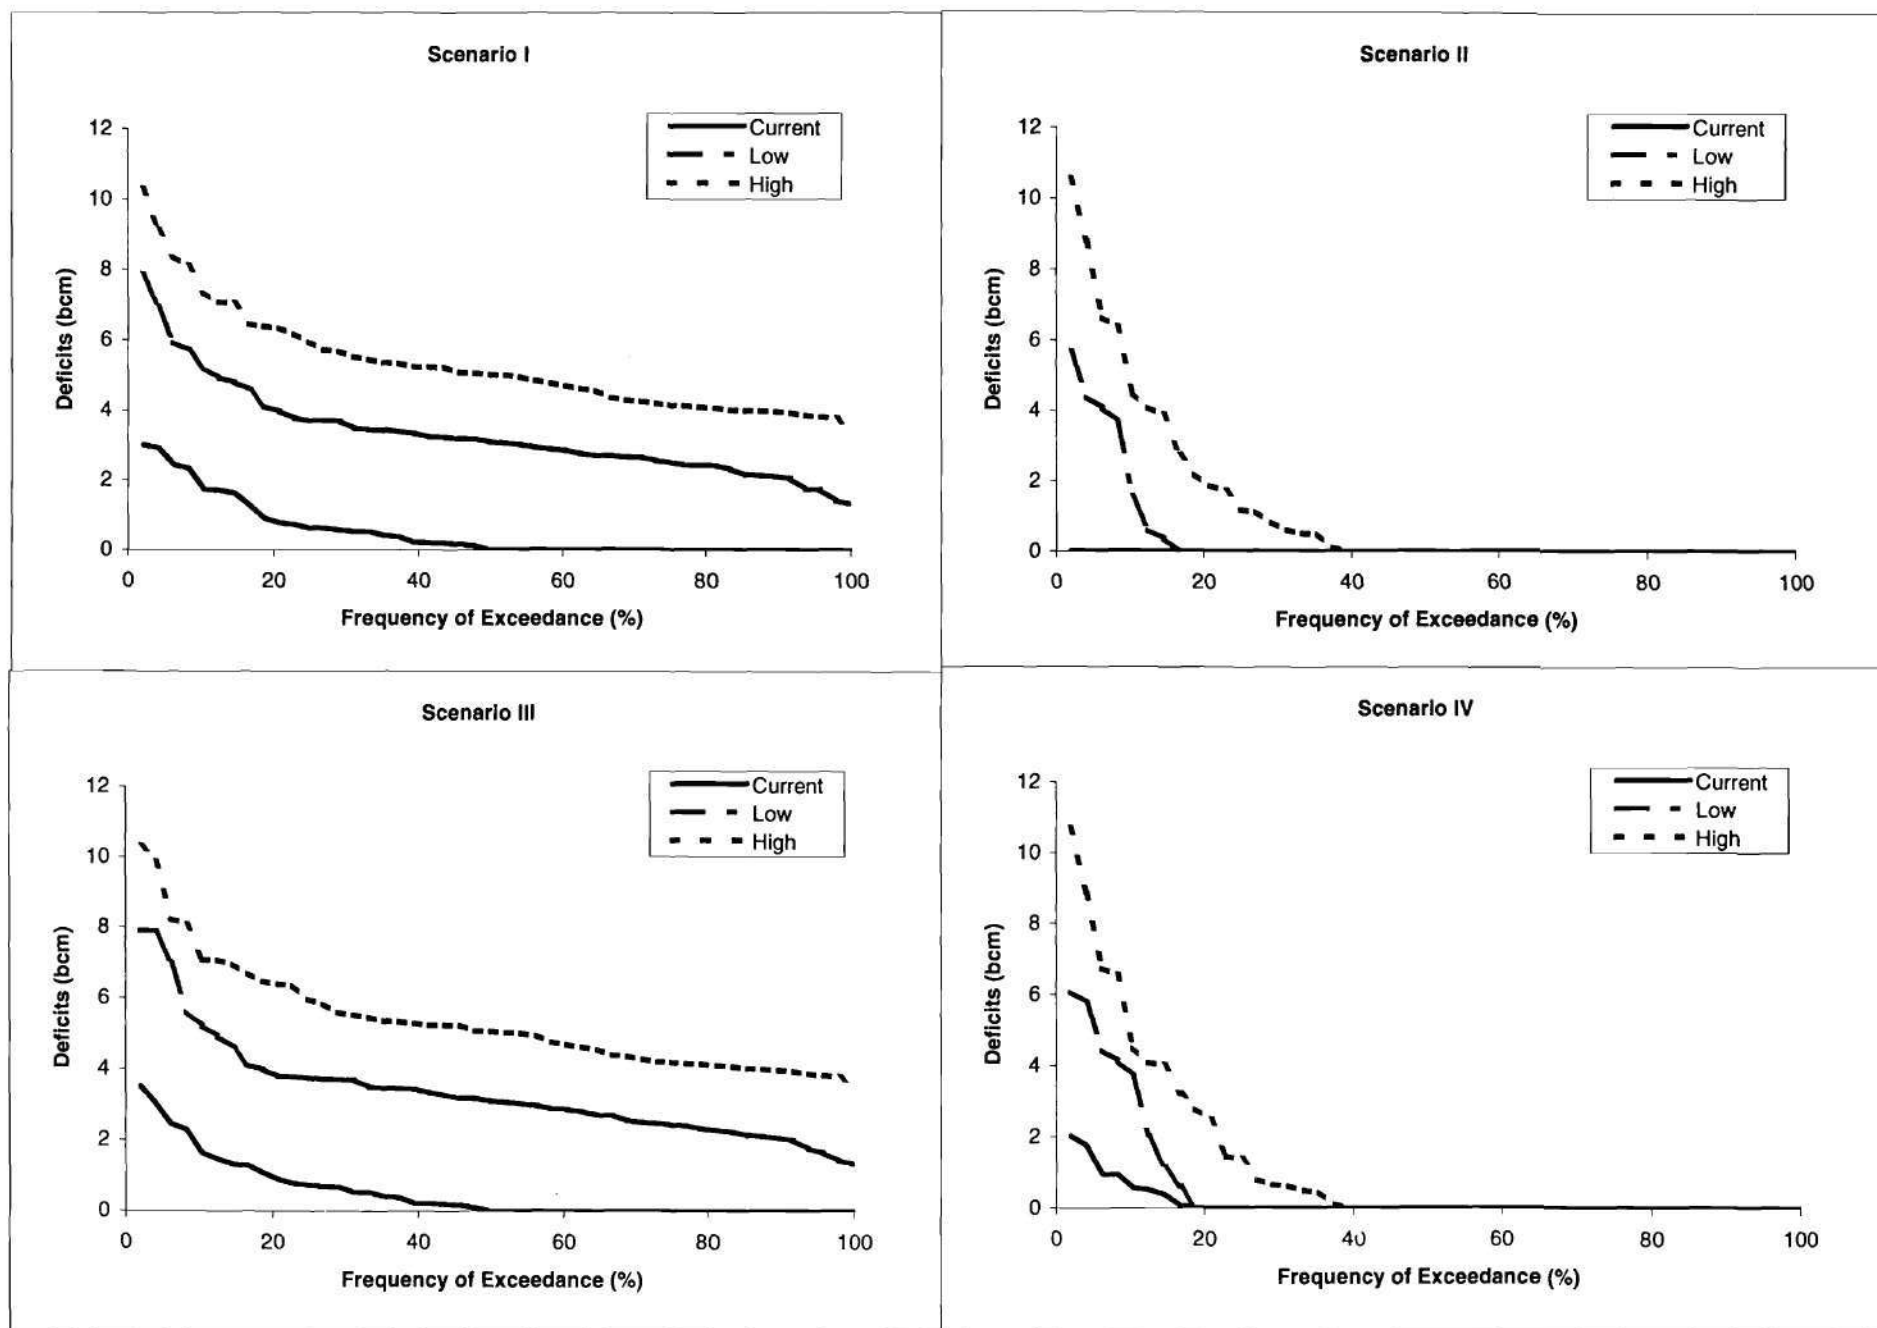 Scenario I
12
10
8
6
4
2
0
Deficits (bcm)
Current
Low
High
0 20 40 60 80 100
Frequency of Exceedance (%)
Scenario II
12
10
8
6
4
2
0
Deficits (bcm)
Current
Low
High
0 20 40 60 80 100
Frequency of Exceedance (%)
Scenario III
12
10
8
6
4
2
0
Deficits (bcm)
Current
Low
High
0 20 40 60 80 100
Frequency of Exceedance (%)
Scenario IV
12
10
8
6
4
2
0
Deficits (bcm)
Current
Low
High
0 20 40 60 80 100
Frequency of Exceedance (%)